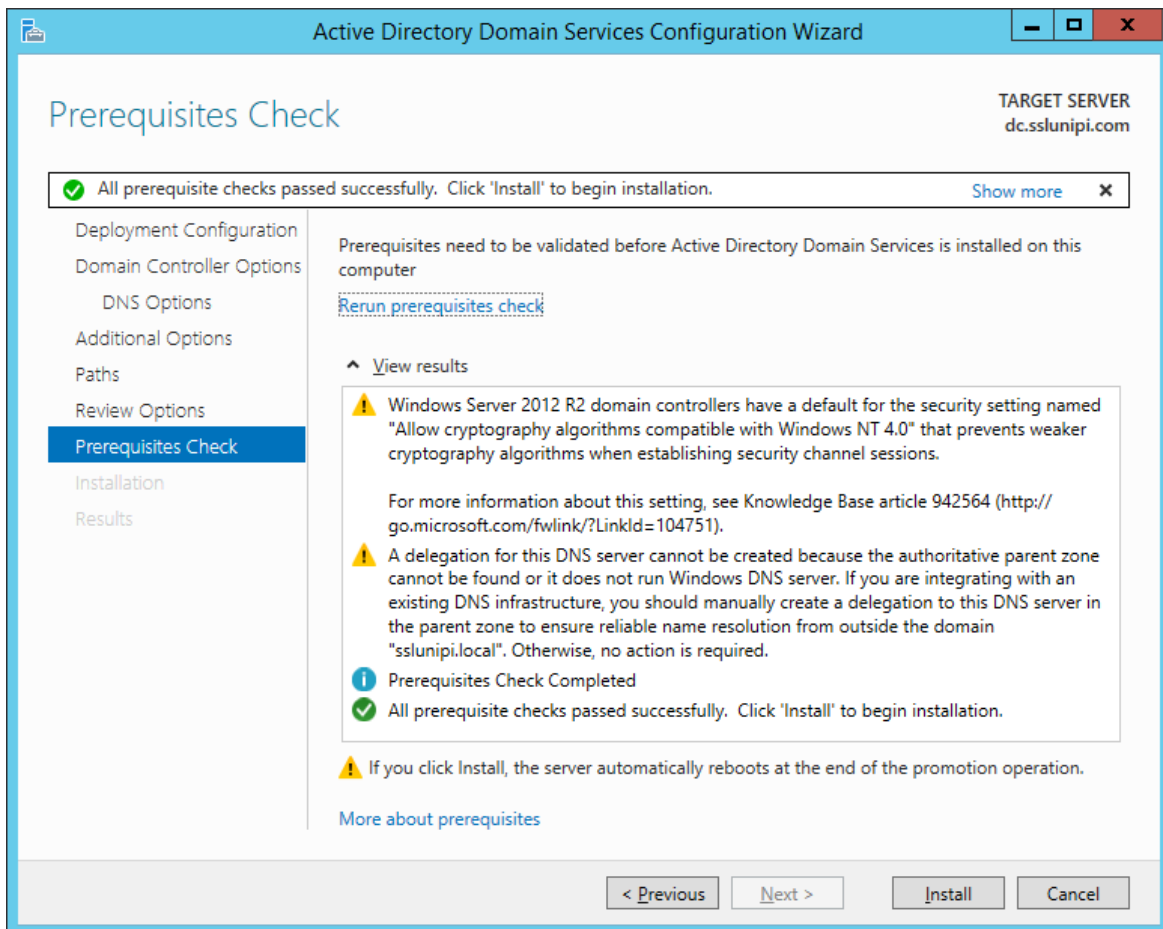 Active Directory Domain Services Configuration Wizard
Prerequisites Check
TARGET SERVER
dc.sslunipi.com
All prerequisite checks passed successfully.  Click 'Install' to begin installation.
Show more
Deployment Configuration
Domain Controller Options
DNS Options
Additional Options
Paths
Review Options
Prerequisites Check
Installation
Results
Prerequisites need to be validated before Active Directory Domain Services is installed on this
computer
Rerun prerequisites check
View results
Windows Server 2012 R2 domain controllers have a default for the security setting named
"Allow cryptography algorithms compatible with Windows NT 4.0" that prevents weaker
cryptography algorithms when establishing security channel sessions.
For more information about this setting, see Knowledge Base article 942564 (http://
go.microsoft.com/fwlink/?LinkId=104751).
A delegation for this DNS server cannot be created because the authoritative parent zone
cannot be found or it does not run Windows DNS server. If you are integrating with an
existing DNS infrastructure, you should manually create a delegation to this DNS server in
the parent zone to ensure reliable name resolution from outside the domain
"sslunipi.local". Otherwise, no action is required.
Prerequisites Check Completed
All prerequisite checks passed successfully.  Click 'Install' to begin installation.
If you click Install, the server automatically reboots at the end of the promotion operation.
More about prerequisites
< Previous
Next >
Install
Cancel